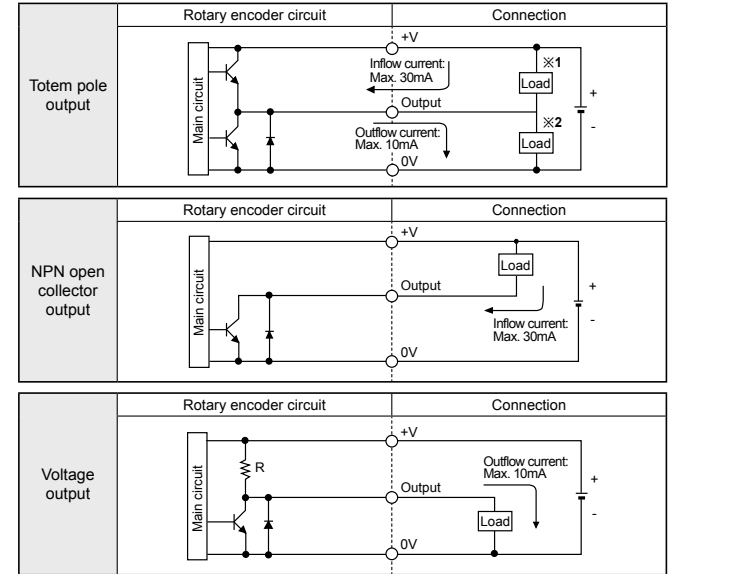 Rotary encoder circuit
Connection
Totem pole
output
Main circuit
+V
Inflow current:
Max. 30mA
Output
Outflow current:
Max. 10mA
0V
※1
Load
※2
Load
+
-
Rotary encoder circuit
Connection
NPN open
collector
output
Main circuit
+V
Load
Output
Inflow current:
Max. 30mA
0V
+
-
Rotary encoder circuit
Connection
Voltage
output
Main circuit
R
+V
Outflow current:
Max. 10mA
Output
Load
0V
+
-